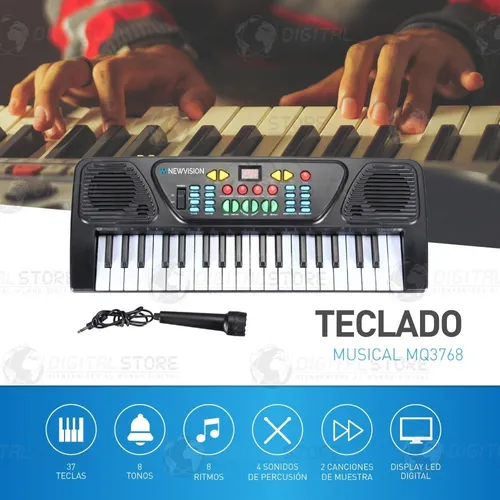 DIGITAL
STORE
NEWVISION
TECLADO
MUSICAL MQ3768
37
TECLAS
8
TONOS
8
RITMOS
4 SONIDOS
DE PERCUSIÓN
2 CANCIONES
DE MUESTRA
DISPLAY LED
DIGITAL